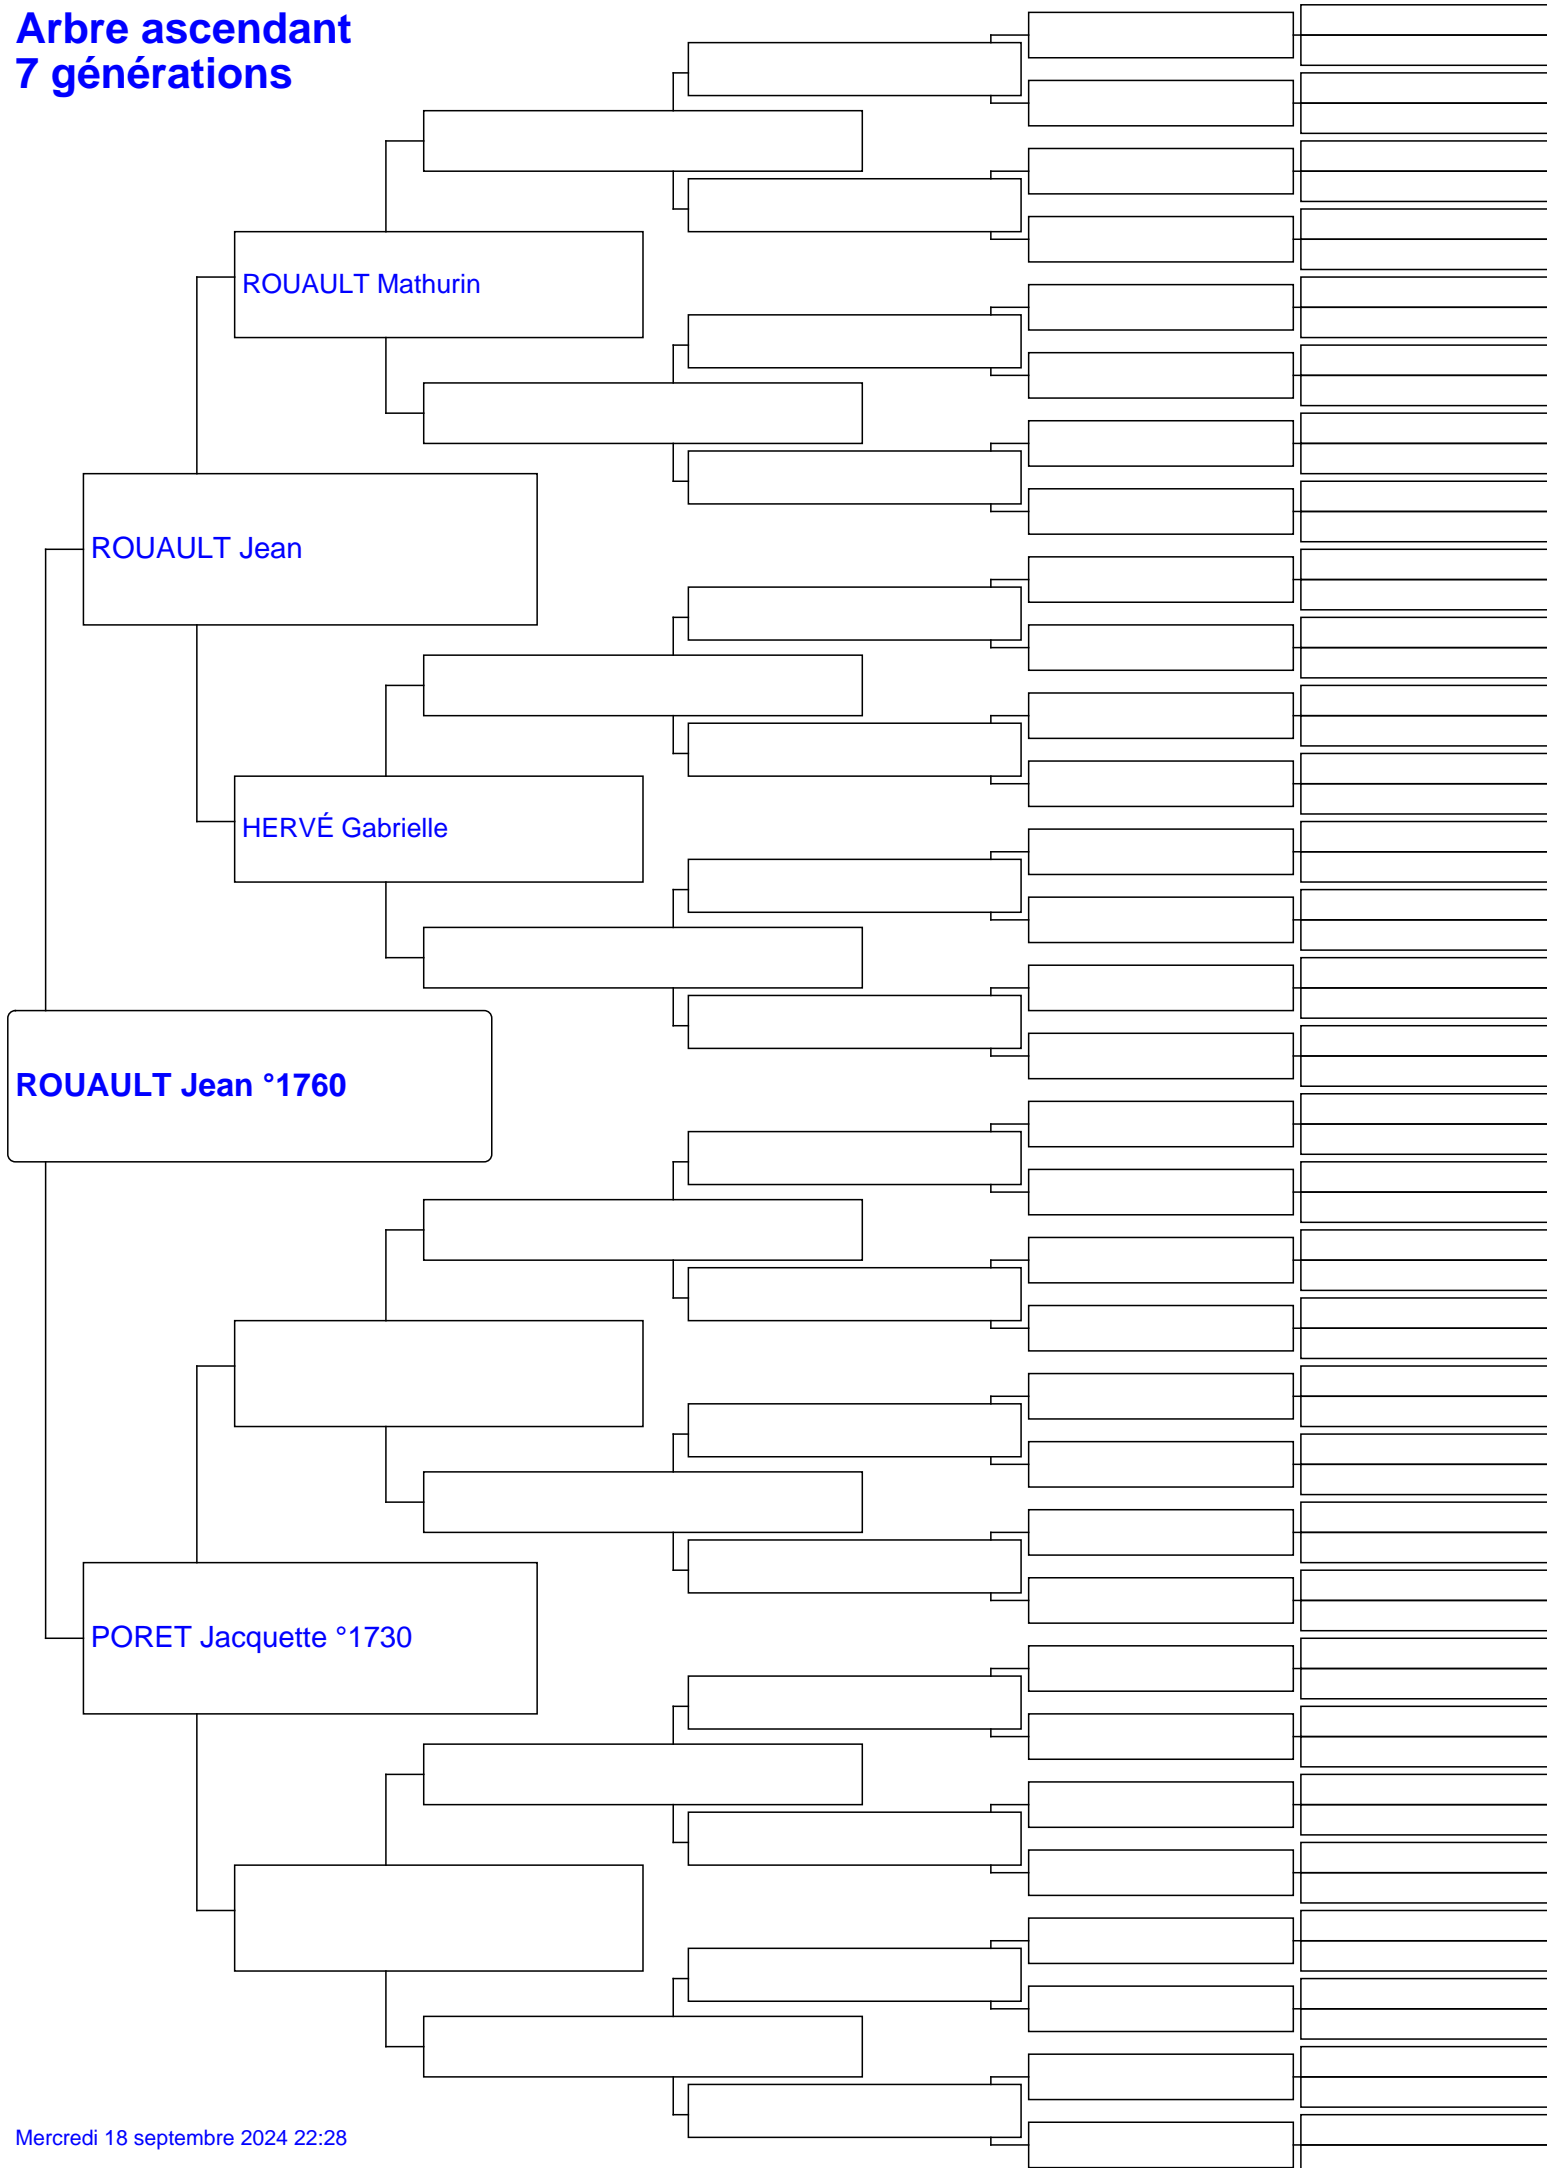 Arbre ascendant
7 générations
ROUAULT Mathurin
ROUAULT Jean
HERVÉ Gabrielle
ROUAULT Jean °1760
PORET Jacquette °1730
Mercredi 18 septembre 2024 22:28